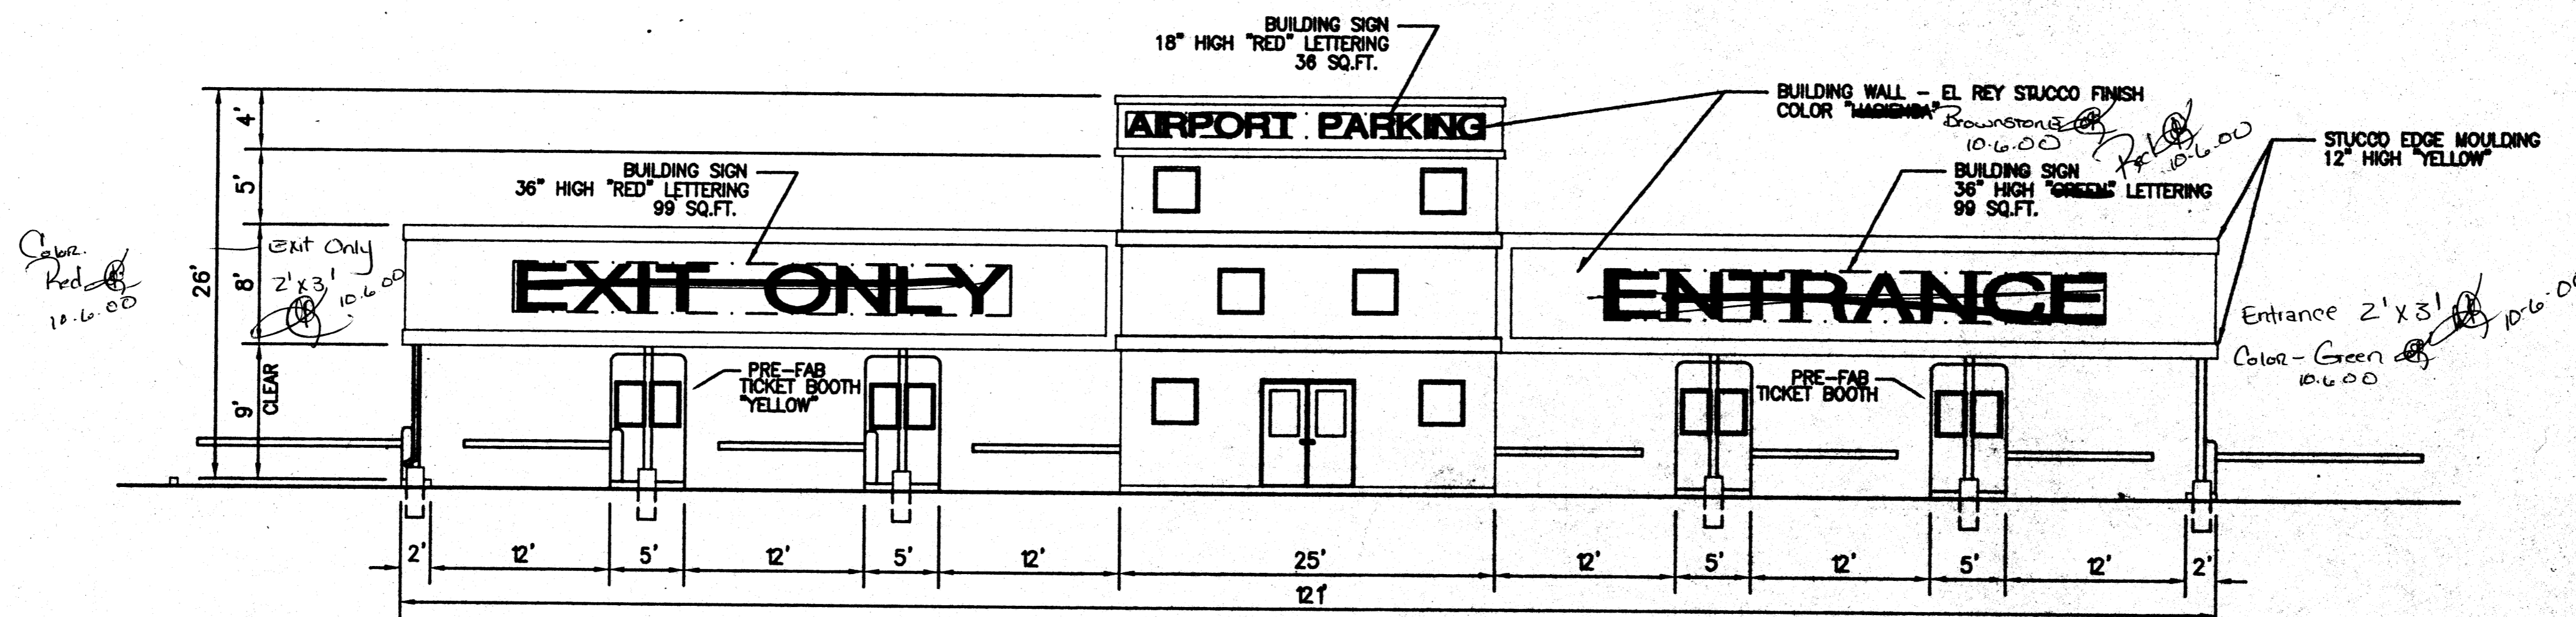 BUILDING SIGN
18" HIGH "RED" LETTERING
36 SQ.FT.
BUILDING WALL - EL REY STUCCO FINISH
COLOR "HACIENDA"
Brownstone
10.6.00
Red
10-6-00
STUCCO EDGE MOULDING
12" HIGH "YELLOW"
AIRPORT PARKING
BUILDING SIGN
36" HIGH "RED" LETTERING
99 SQ.FT.
BUILDING SIGN
36" HIGH "GREEN" LETTERING
99 SQ.FT.
4'
5'
8'
26'
9'
CLEAR
Color.
Red
10.6.00
Exit Only
2' x 3'
10.6.00
EXIT ONLY
ENTRANCE
Entrance 2' x 3'
10-6-00
Color - Green
10.6.00
PRE-FAB
TICKET BOOTH
"YELLOW"
PRE-FAB
TICKET BOOTH
2' 12' 5' 12' 5' 12' 25' 12' 5' 12' 5' 12' 2'
121'